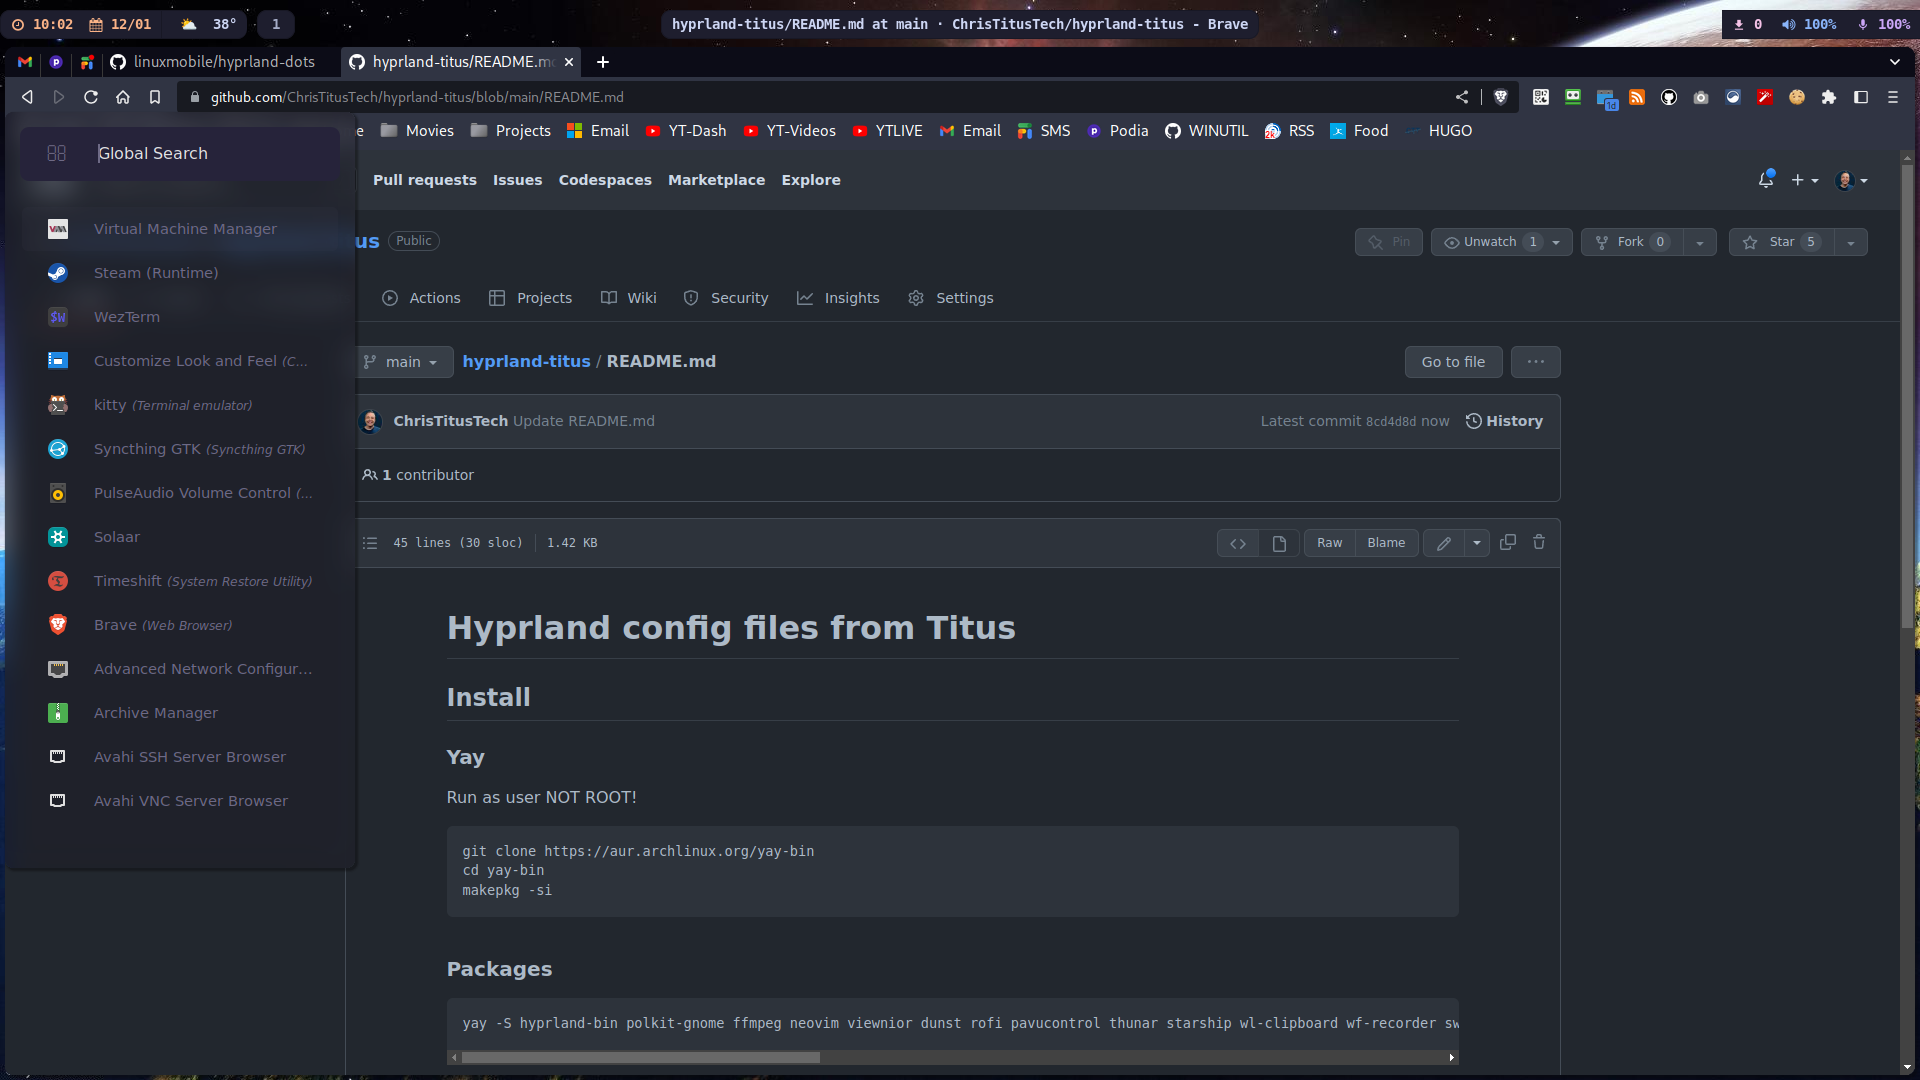 10:02 12/01 38° 1
hyprland-titus/README.md at main · ChrisTitusTech/hyprland-titus - Brave
0 100% 100%
linuxmobile/hyprland-dots
hyprland-titus/README.m
github.com/ChrisTitusTech/hyprland-titus/blob/main/README.md
1d
Movies Projects Email YT-Dash YT-Videos YTLIVE Email SMS Podia WINUTIL RSS Food HUGO
Global Search
Virtual Machine Manager
Steam (Runtime)
WezTerm
Customize Look and Feel (C...
kitty (Terminal emulator)
Syncthing GTK (Syncthing GTK)
PulseAudio Volume Control (...
Solaar
Timeshift (System Restore Utility)
Brave (Web Browser)
Advanced Network Configur...
Archive Manager
Avahi SSH Server Browser
Avahi VNC Server Browser
Pull requests Issues Codespaces Marketplace Explore
us Public
Pin Unwatch 1 Fork 0 Star 5
Actions Projects Wiki Security Insights Settings
main hyprland-titus / README.md
Go to file ...
ChrisTitusTech Update README.md
Latest commit 8cd4d8d now History
1 contributor
45 lines (30 sloc) 1.42 KB
Raw Blame
Hyprland config files from Titus
Install
Yay
Run as user NOT ROOT!
git clone https://aur.archlinux.org/yay-bin
cd yay-bin
makepkg -si
Packages
yay -S hyprland-bin polkit-gnome ffmpeg neovim viewnior dunst rofi pavucontrol thunar starship wl-clipboard wf-recorder sw